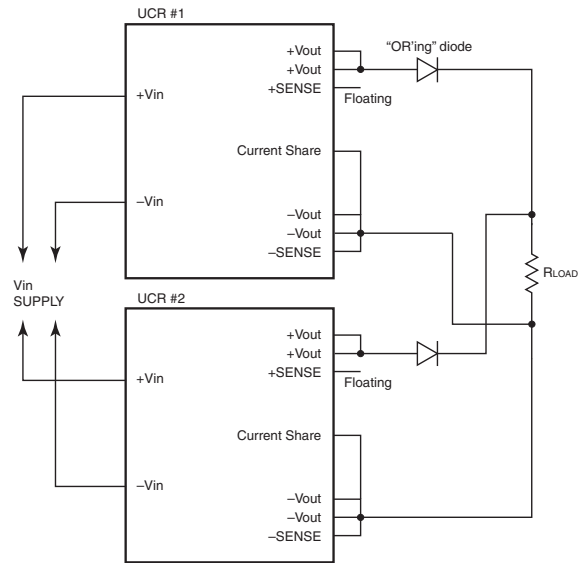 UCR #1
+Vout
"OR'ing" diode
+Vout
+SENSE
Floating
+Vin
Current Share
–Vin
–Vout
–Vout
–SENSE
Vin
SUPPLY
RLOAD
UCR #2
+Vout
+Vout
+SENSE
Floating
+Vin
Current Share
–Vin
–Vout
–Vout
–SENSE